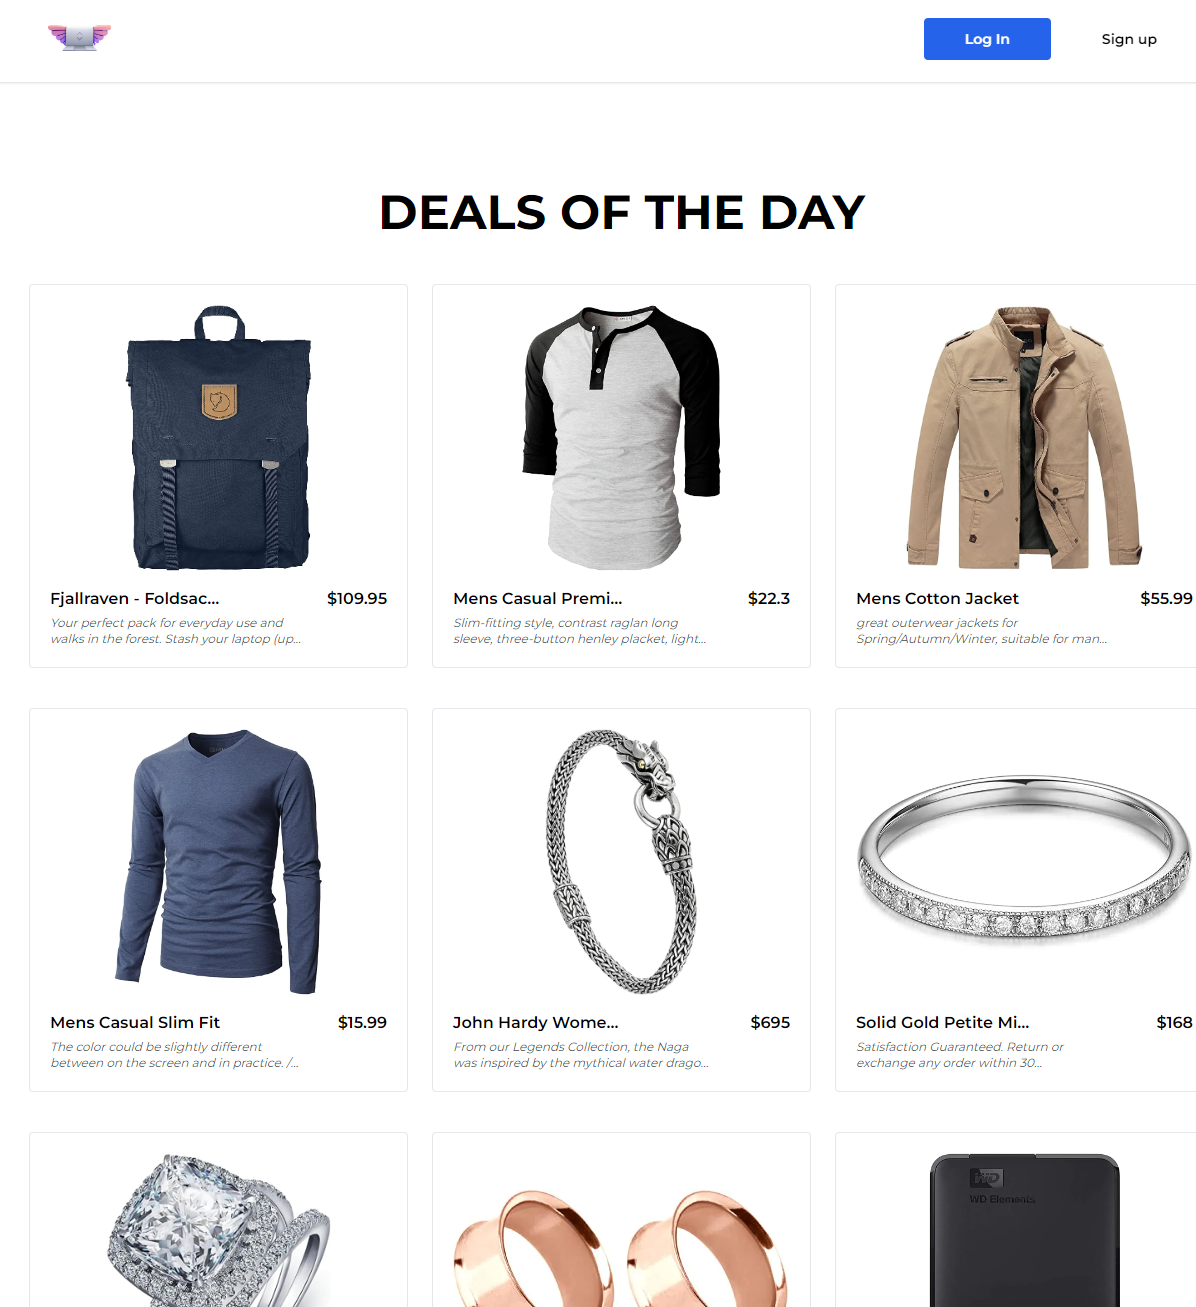 Log In
Sign up
DEALS OF THE DAY
Fjallraven - Foldsac...
$109.95
Your perfect pack for everyday use and
walks in the forest. Stash your laptop (up...
Mens Casual Premi...
$22.3
Slim-fitting style, contrast raglan long
sleeve, three-button henley placket, light...
Mens Cotton Jacket
$55.99
great outerwear jackets for
Spring/Autumn/Winter, suitable for man...
Mens Casual Slim Fit
$15.99
The color could be slightly different
between on the screen and in practice. /...
John Hardy Wome...
$695
From our Legends Collection, the Naga
was inspired by the mythical water drago...
Solid Gold Petite Mi...
$168
Satisfaction Guaranteed. Return or
exchange any order within 30...
WD
WD Elements